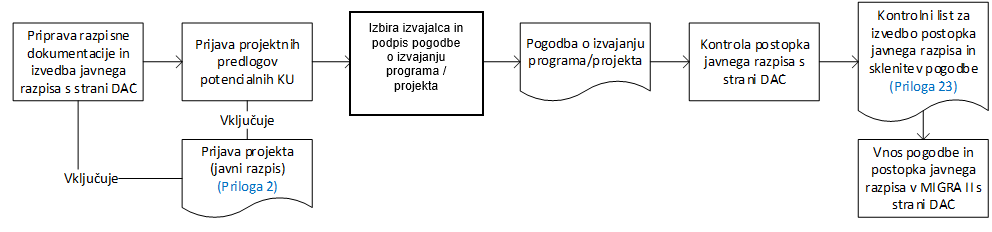 Priprava razpisne
dokumentacije in
izvedba javnega
razpisa s strani DAC
Prijava projektnih
predlogov
potencialnih KU
Izbira izvajalca in
podpis pogodbe
o izvajanju
programa /
projekta
Pogodba o izvajanju
programa/projekta
Kontrola postopka
javnega razpisa s
strani DAC
Kontrolni list za
izvedbo postopka
javnega razpisa in
sklenitev pogodbe
(Priloga 23)
Vključuje
Prijava projekta
(javni razpis)
(Priloga 2)
Vključuje
Vnos pogodbe in
postopka javnega
razpisa v MIGRA II s
strani DAC